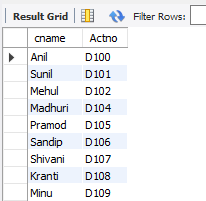 Result Grid Filter Rows:
cname Actno
Anil D100
Sunil D101
Mehul D102
Madhuri D104
Pramod D105
Sandip D106
Shivani D107
Kranti D108
Minu D109